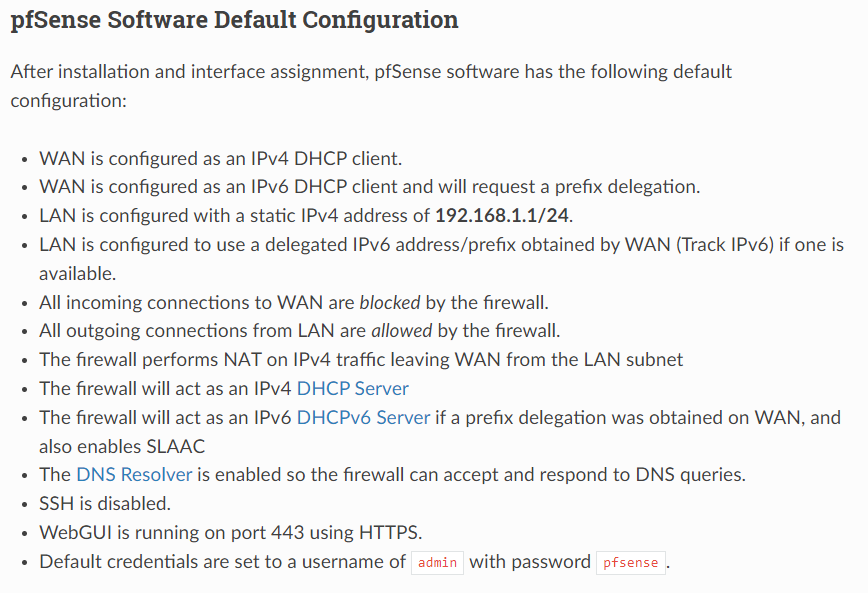 pfSense Software Default Configuration
After installation and interface assignment, pfSense software has the following default
configuration:
• WAN is configured as an IPv4 DHCP client.
• WAN is configured as an IPv6 DHCP client and will request a prefix delegation.
• LAN is configured with a static IPv4 address of 192.168.1.1/24.
• LAN is configured to use a delegated IPv6 address/prefix obtained by WAN (Track IPv6) if one is
available.
• All incoming connections to WAN are blocked by the firewall.
• All outgoing connections from LAN are allowed by the firewall.
• The firewall performs NAT on IPv4 traffic leaving WAN from the LAN subnet
• The firewall will act as an IPv4 DHCP Server
• The firewall will act as an IPv6 DHCPv6 Server if a prefix delegation was obtained on WAN, and
also enables SLAAC
• The DNS Resolver is enabled so the firewall can accept and respond to DNS queries.
• SSH is disabled.
• WebGUI is running on port 443 using HTTPS.
• Default credentials are set to a username of admin with password pfsense.